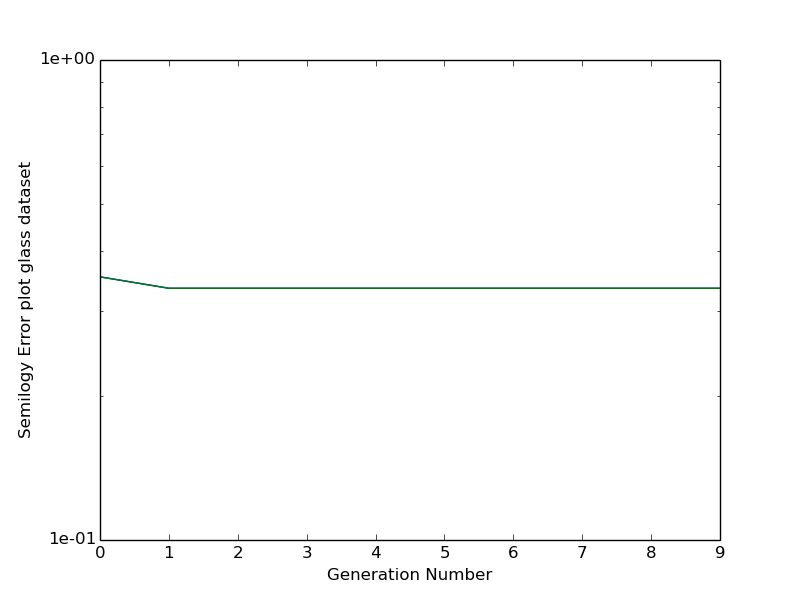 1e+00
Semilogy Error plot glass dataset
1e-01
0 1 2 3 4 5 6 7 8 9
Generation Number